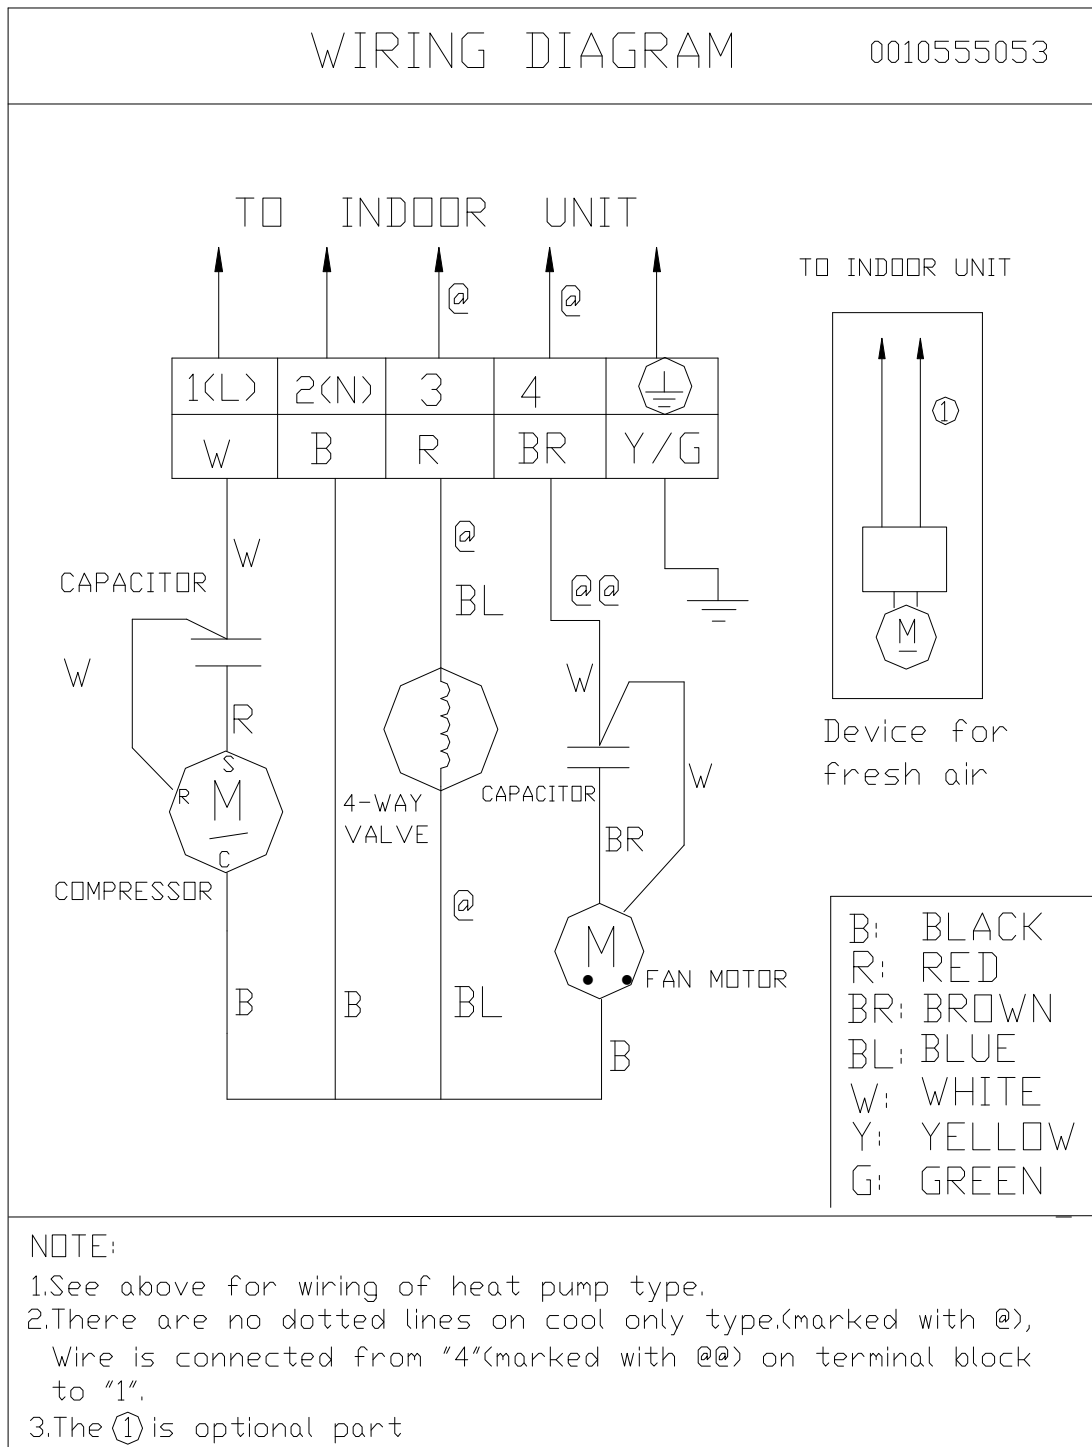 WIRING DIAGRAM 0010555053
TO INDOOR UNIT
TO INDOOR UNIT
@ @
1
1(L) 2(N) 3 4
W B R BR Y/G
@
W
CAPACITOR
BL
@@
W
W
R
Device for
fresh air
S
R
M
C
4-WAY
VALVE
CAPACITOR
W
BR
COMPRESSOR
@
M
FAN MOTOR
B
B
BL
B
M
B: BLACK
R: RED
BR: BROWN
BL: BLUE
W: WHITE
Y: YELLOW
G: GREEN
NOTE:
1.See above for wiring of heat pump type.
2.There are no dotted lines on cool only type.(marked with @),
Wire is connected from "4"(marked with @@) on terminal block
to "1".
3.The 1 is optional part